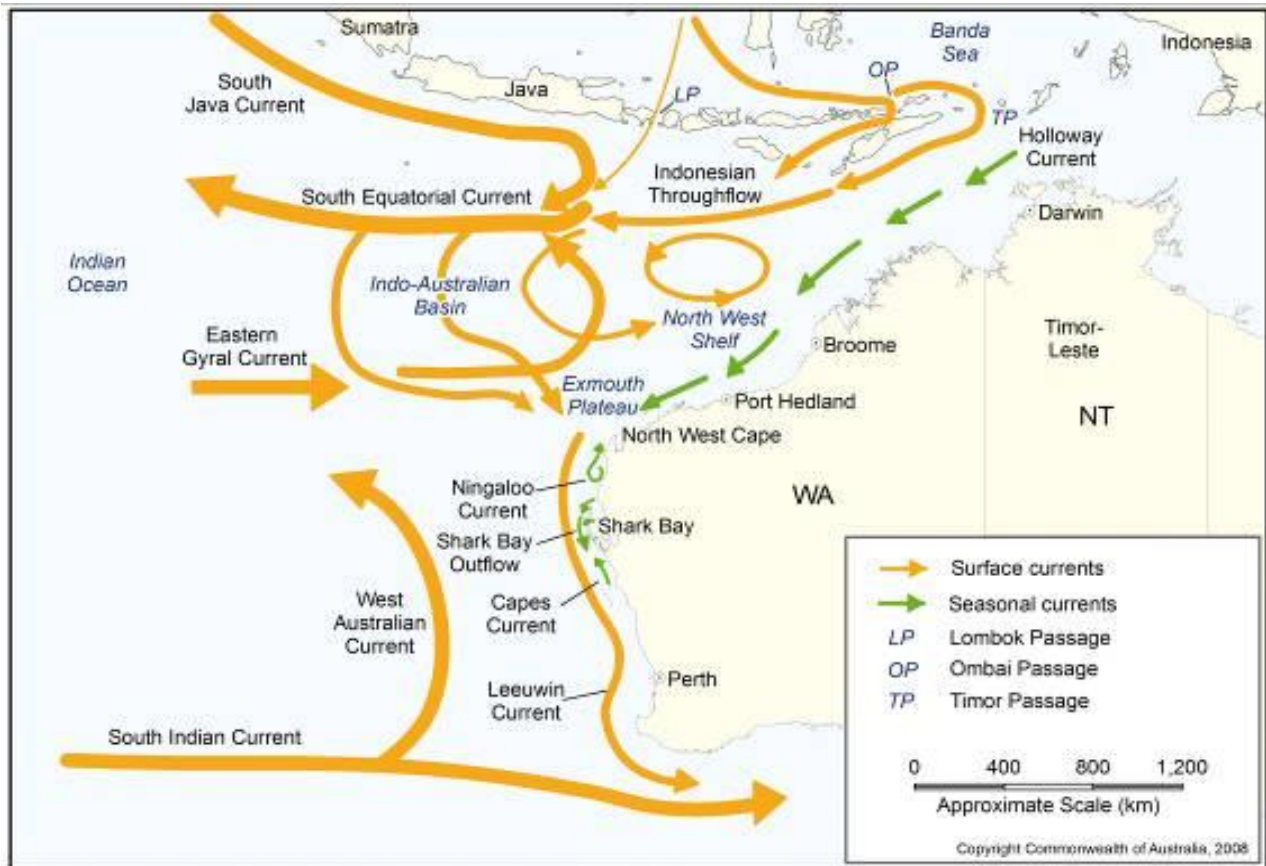 Sumatra
Banda
Sea
Indonesia
South
Java Current
Java
LP
OP
TP
Holloway
Current
Indonesian
Throughflow
South Equatorial Current
Darwin
Indian
Ocean
Indo-Australian
Basin
North West
Shelf
Timor-
Leste
Eastern
Gyral Current
Broome
Exmouth
Plateau
Port Hedland
NT
North West Cape
Ningaloo
Current
WA
Shark Bay
Shark Bay
Outflow
Capes
Current
West
Australian
Current
Perth
Leeuwin
Current
South Indian Current
Surface currents
Seasonal currents
LP Lombok Passage
OP Ombai Passage
TP Timor Passage
0 400 800 1,200
Approximate Scale (km)
Copyright Commonwealth of Australia, 2008